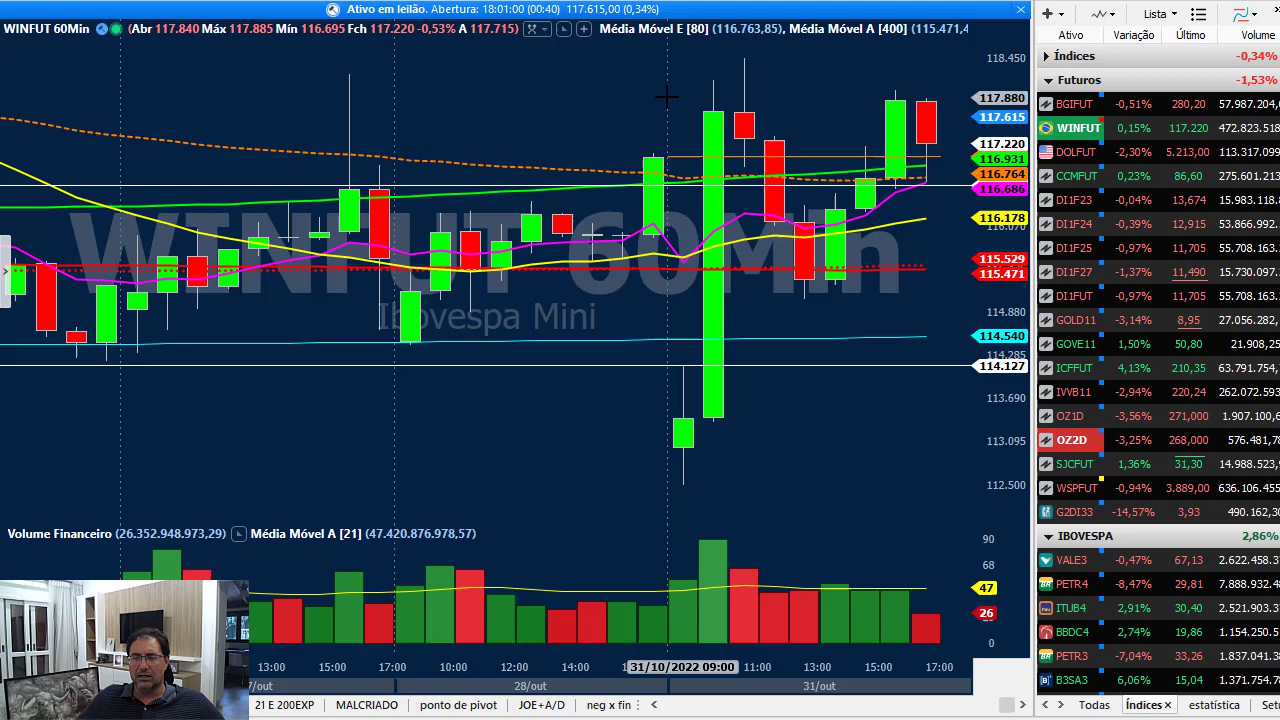 Ativo em leilão. Abertura: 18:01:00 (00:40) 117.615,00 (0,34%)
WINFUT 60Min (Abr 117.840 Máx 117.885 Min 116.695 Fch 117.220 -0,53% A 117.715) Média Móvel E [80] (116.763,85), Média Móvel A [400] (115.471,4
Lista
Ativo Variação Último Volume
Índices -0,34%
Futuros -1,53%
BGIFUT -0,51% 280,20 57.987.204,
WINFUT 0,15% 117.220 472.823.518
DOLFUT -2,30% 5.213,00 113.317.099
COMFUT 0,23% 86,60 275.601.213
DI1F23 -0,04% 13,674 15.983.118.8
DI1F24 -0,39% 12,915 53.866.992.3
DI1F25 -0,97% 11,705 55.708.163.3
DI1F27 -1,37% 11,490 15.730.097.
DI1FUT -0,97% 11,705 55.708.163.3
GOLD11 -3,14% 8,95 27.056.282,
GOVE11 1,50% 50,80 21.908,25
ICFFUT 4,13% 210,35 63.791.754,
IVVB11 -2,94% 220,24 262.072.593
OZ1D -3,56% 271,000 1.907.100,6
OZ2D -3,25% 268,000 576.481,78
SJCFUT 1,36% 31,30 14.988.523,9
WSPFUT -0,94% 3.889,00 636.106.455
G2DI33 -14,57% 3,93 490.162,30
IBOVESPA 2,86%
VALE3 -0,47% 67,13 2.622.458.3
PETR4 -8,47% 29,81 7.888.932.4
ITUB4 2,91% 30,40 2.521.903.3
BBDC4 2,74% 19,86 1.154.250.5
PETR3 -7,04% 33,26 1.837.041.3
B3SA3 6,06% 15,04 1.371.754.7
118.450
117.880
117.615
117.220
116.931
116.764
116.686
116.178
116.070
115.529
115.471
114.880
114.540
114.285
114.127
113.690
113.095
112.500
WINFUT 60Min
Ibovespa Mini
Volume Financeiro (26.352.948.973,29) Média Móvel A [21] (47.420.876.978,57)
90
68
47
26
0
13:00 15:00 17:00 10:00 12:00 14:00 31/10/2022 09:00 11:00 13:00 15:00 17:00
7/out 28/out 31/out
21 E 200EXP MALCRIADO ponto de pivot JOE+A/D neg x fin
Todas Índices estatística Set